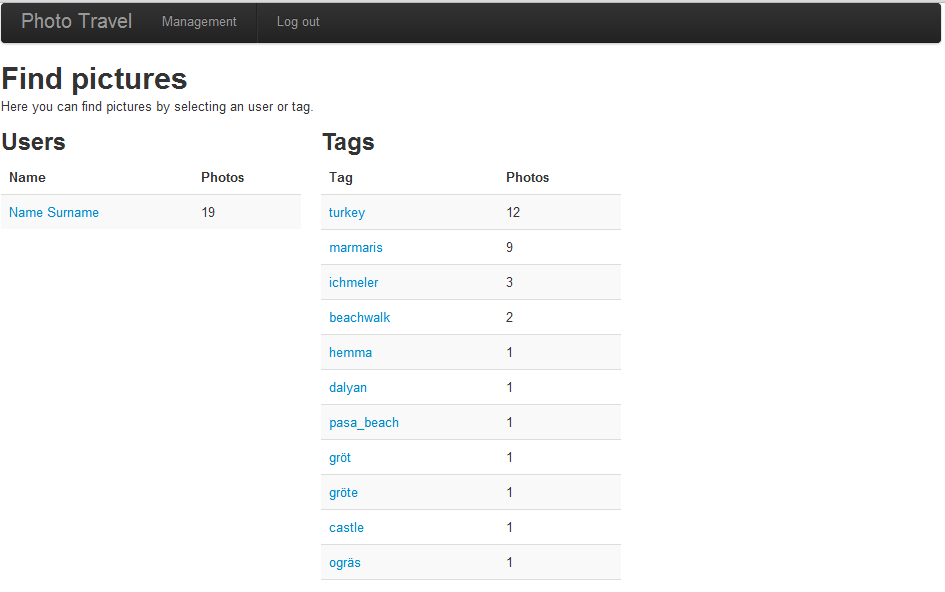 Photo Travel Management Log out
Find pictures
Here you can find pictures by selecting an user or tag.
Users
Name Photos
Name Surname 19
Tags
Tag Photos
turkey 12
marmaris 9
ichmeler 3
beachwalk 2
hemma 1
dalyan 1
pasa_beach 1
gröt 1
gröte 1
castle 1
ogräs 1